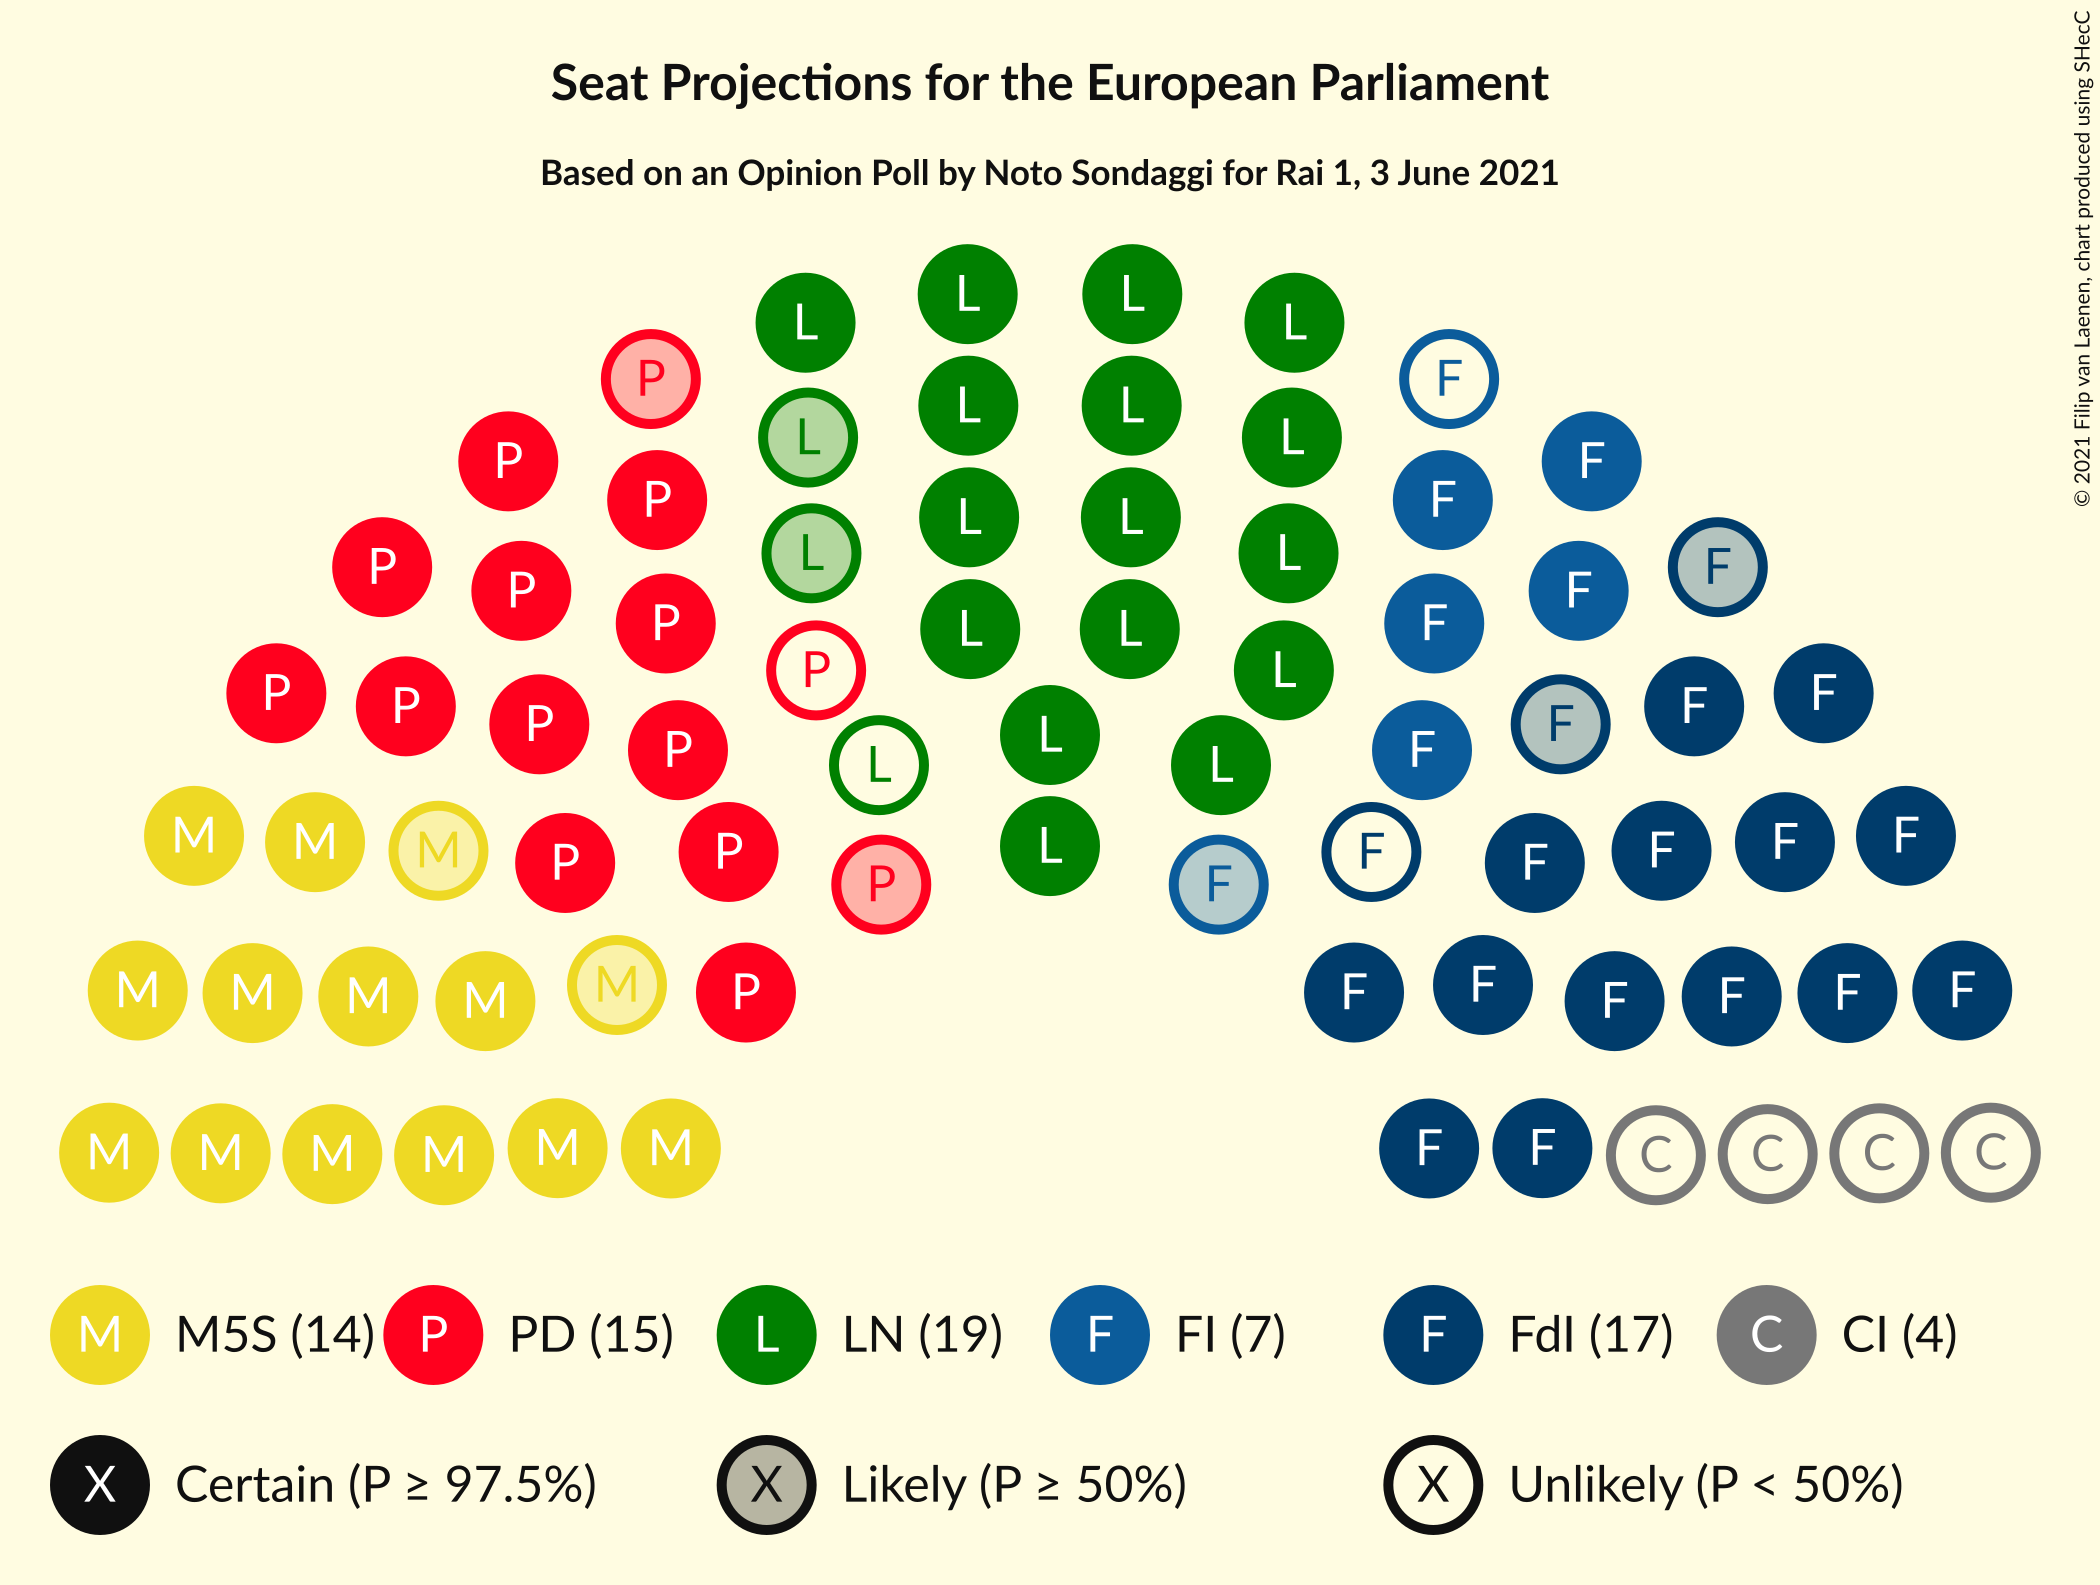 Seat Projections for the European Parliament
Based on an Opinion Poll by Noto Sondaggi for Rai 1, 3 June 2021
© 2021 Filip van Laenen, chart produced using SHecC
L L
L L
P F
L L
L L
P F
P F
L L
P F
P L L F
P F
P F
L L
P L F
P F
P P F F
P F
P F
L
L L
M F
M F
M P P F F F
L
P F
M P F F
M M M M F F F F
M P F F
M M M M M M F F C C C C
M M5S (14) P PD (15) L LN (19) F FI (7) F FdI (17) C CI (4)
X Certain (P ≥ 97.5%) X Likely (P ≥ 50%) X Unlikely (P < 50%)